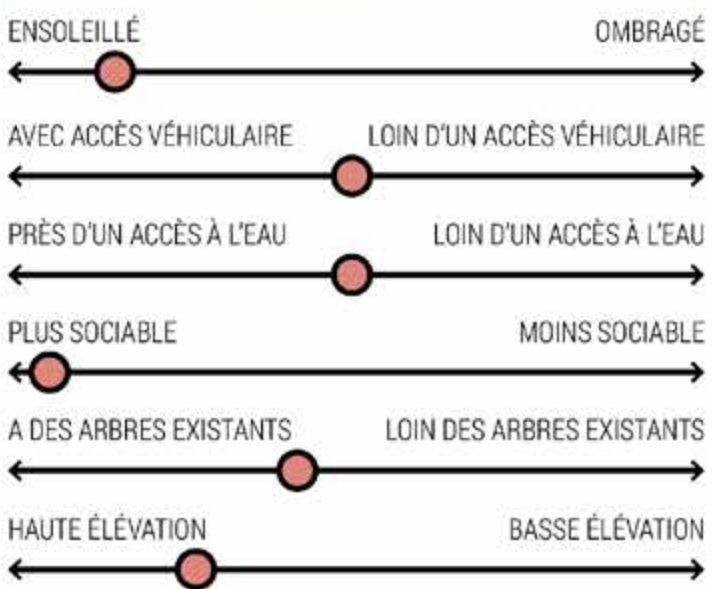 ENSOLEILLÉ OMBRAGÉ
AVEC ACCÈS VÉHICULAIRE LOIN D'UN ACCÈS VÉHICULAIRE
PRÈS D'UN ACCÈS À L'EAU LOIN D'UN ACCÈS À L'EAU
PLUS SOCIABLE MOINS SOCIABLE
A DES ARBRES EXISTANTS LOIN DES ARBRES EXISTANTS
HAUTE ÉLÉVATION BASSE ÉLÉVATION